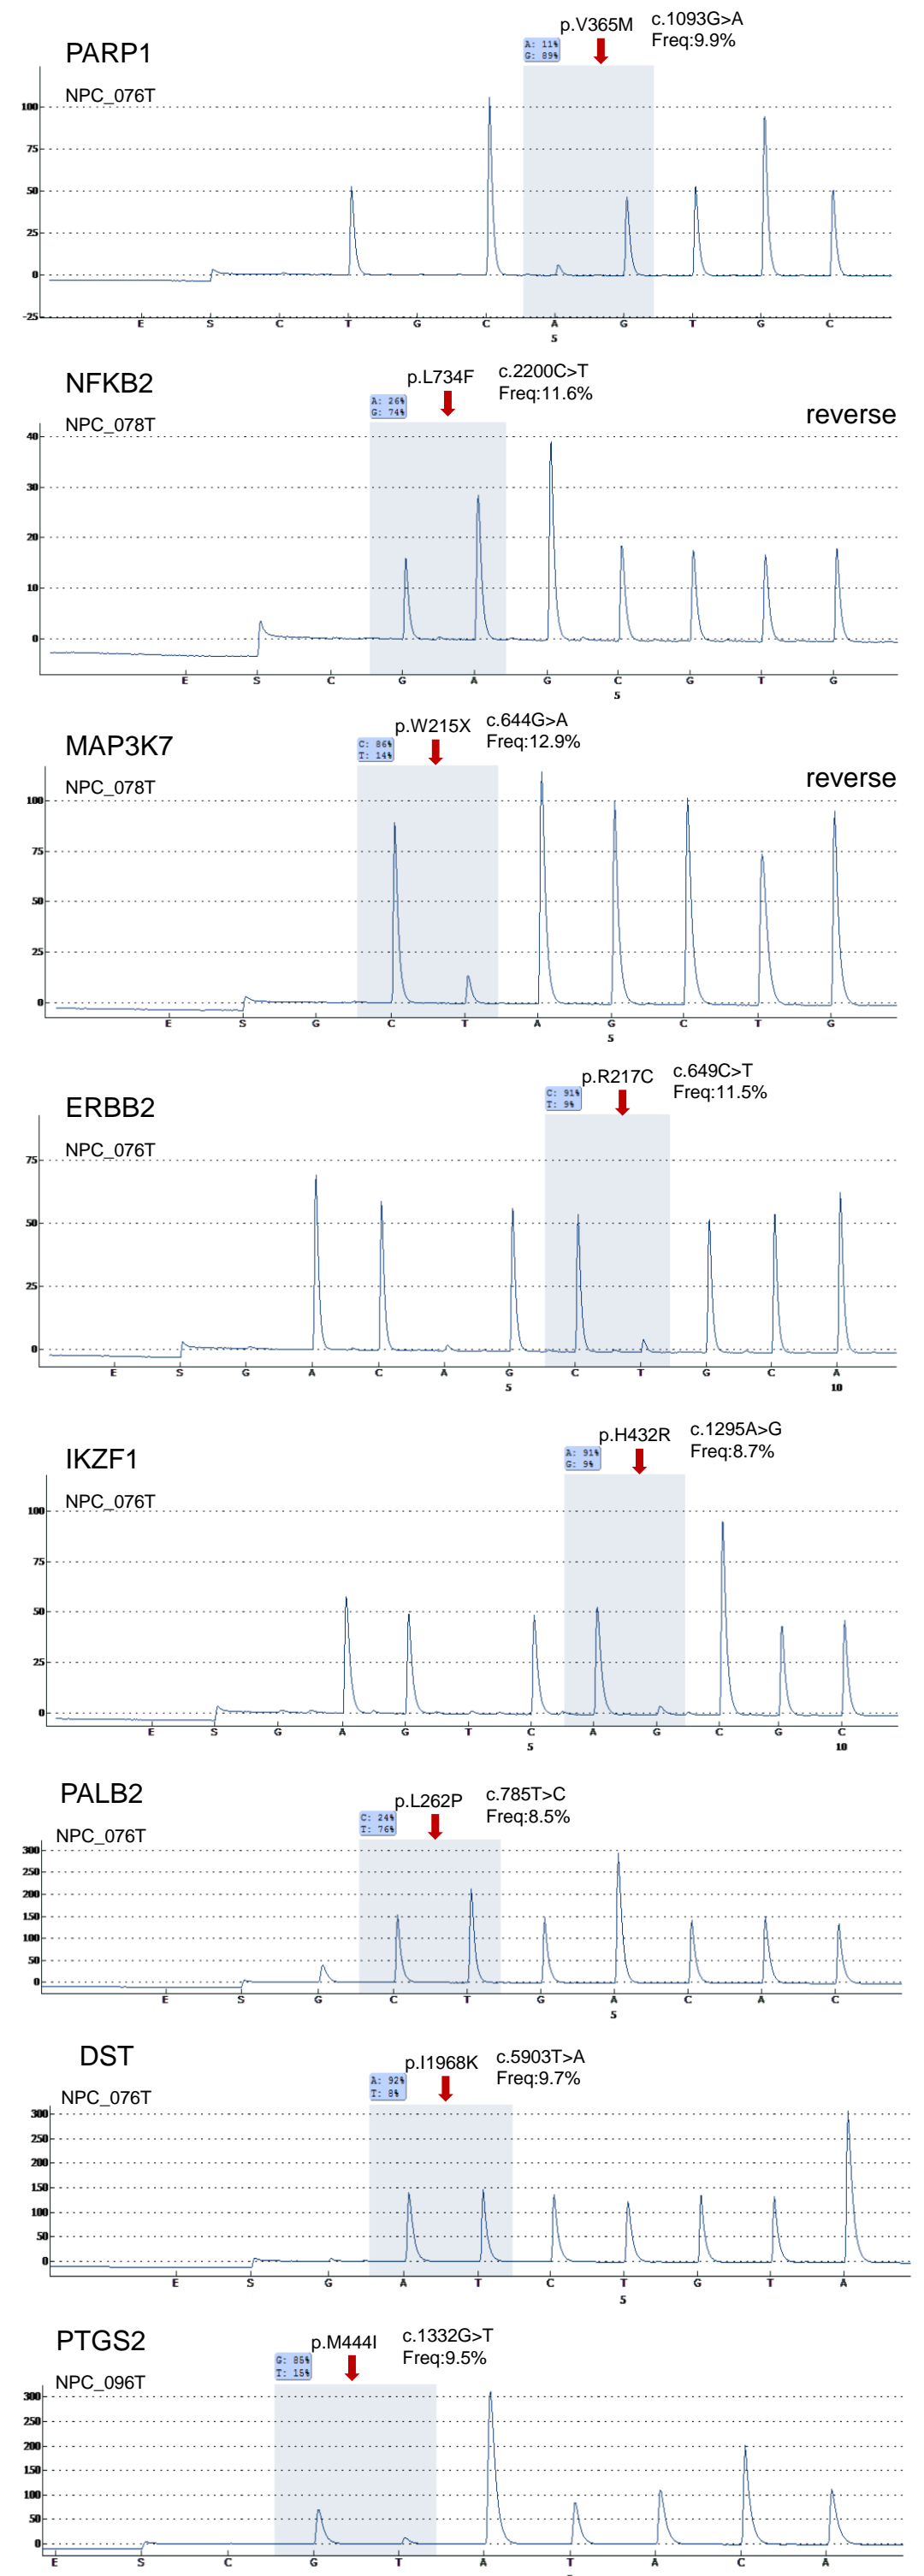 PARP1
p.V365M
c.1093G>A
Freq:9.9%
A: 11%
G: 89%
NPC_076T
100
75
50
25
0
-25
E S C T G C A G T G C
5
NFKB2
p.L734F
c.2200C>T
Freq:11.6%
A: 26%
G: 74%
reverse
NPC_078T
40
30
20
10
0
E S C G A G C G T G
5
MAP3K7
p.W215X
c.644G>A
Freq:12.9%
C: 86%
T: 14%
reverse
NPC_078T
100
75
50
25
0
E S G C T A G C T G
5
ERBB2
p.R217C
c.649C>T
Freq:11.5%
C: 91%
T: 9%
NPC_076T
75
50
25
0
E S G A C A G C T G C A
5 10
IKZF1
p.H432R
c.1295A>G
Freq:8.7%
A: 91%
G: 9%
NPC_076T
100
75
50
25
0
E S G A G T C A G C G C
5 10
PALB2
p.L262P
c.785T>C
Freq:8.5%
C: 24%
T: 76%
NPC_076T
300
250
200
150
100
50
0
E S G C T G A C A C
5
DST
p.I1968K
c.5903T>A
Freq:9.7%
A: 92%
T: 8%
NPC_076T
300
250
200
150
100
50
0
E S G A T C T G T A
5
PTGS2
p.M444I
c.1332G>T
Freq:9.5%
G: 85%
T: 15%
NPC_096T
300
250
200
150
100
50
0
E S C G T A T A C A